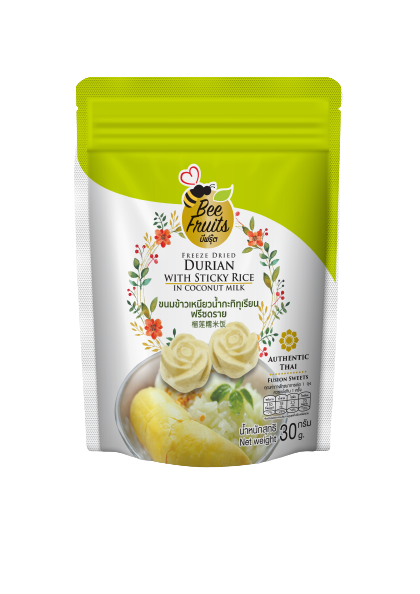 Bee
Fruits
บีฟรุ๊ต
FREEZE DRIED
DURIAN
WITH STICKY RICE
IN COCONUT MILK
ขนมข้าวเหนียวน้ำกะทิทุเรียน
ฟรีซดราย
榴莲糯米饭
AUTHENTIC
THAI
FUSION SWEETS
น้ำหนักสุทธิ
Net weight
30 กรัม
g.